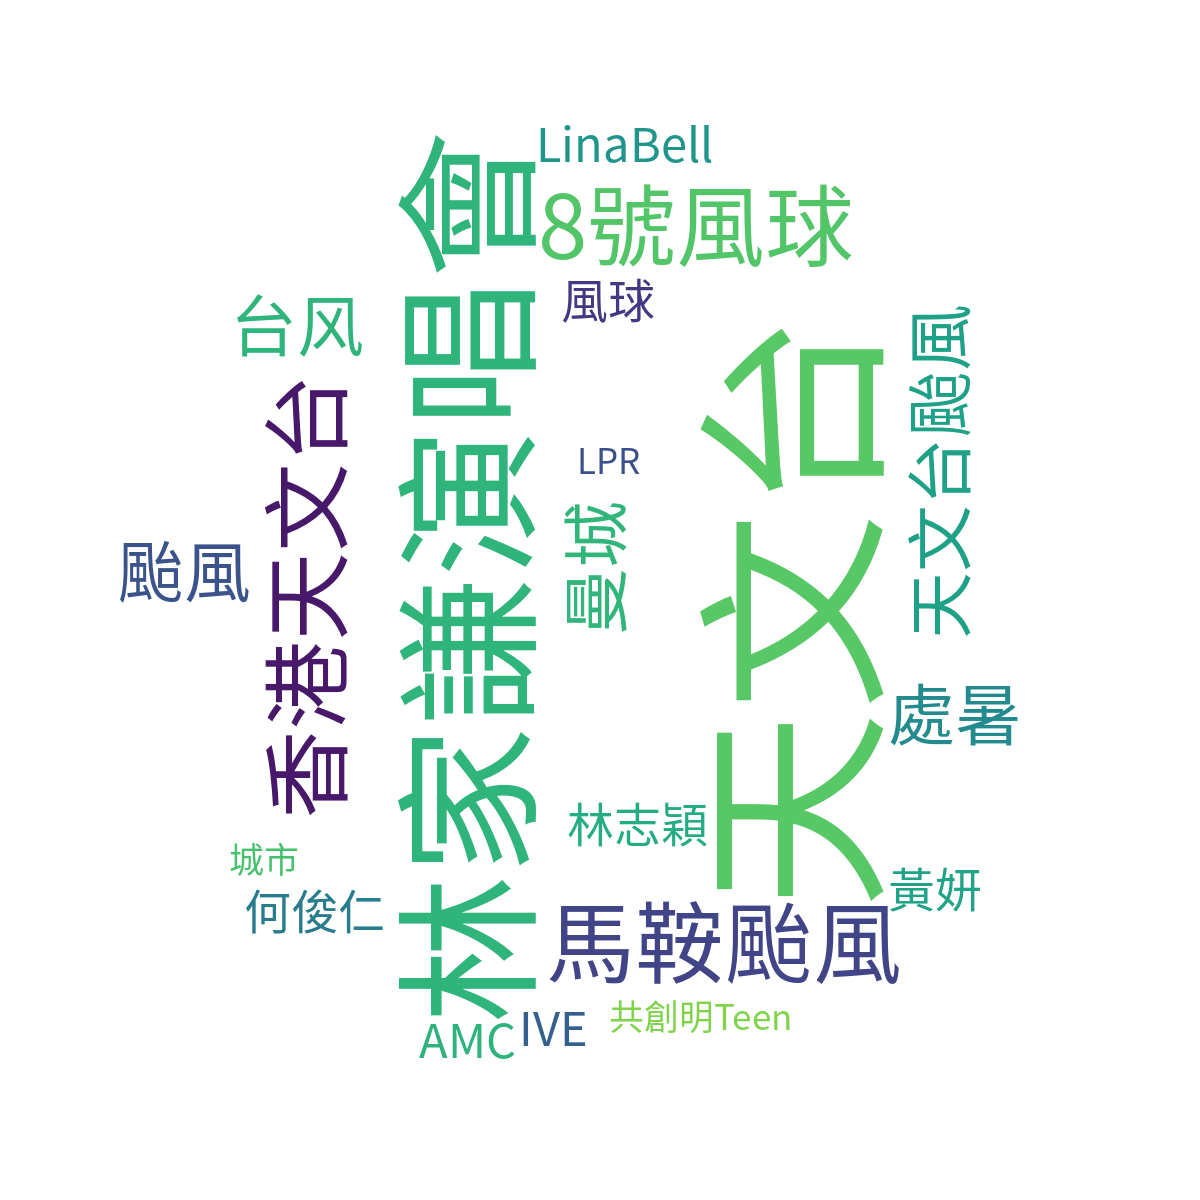 LinaBell
8號風球
風球
台风
林家謙演唱會
天文台
天文台颱風
香港天文台
LPR
曼城
颱風
處暑
林志穎
城市
何俊仁
黃妍
馬鞍颱風
共創明Teen
IVE
AMC